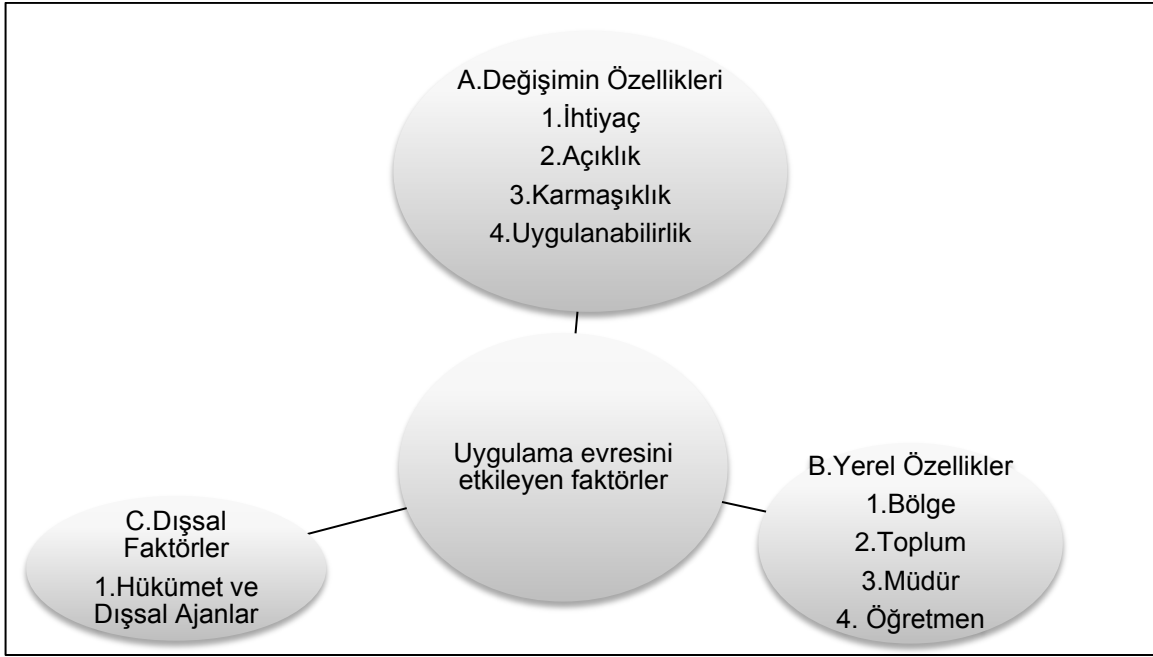 A.Değişimin Özellikleri
1.İhtiyaç
2.Açıklık
3.Karmaşıklık
4.Uygulanabilirlik
Uygulama evresini
etkileyen faktörler
B.Yerel Özellikler
1.Bölge
2.Toplum
3.Müdür
4. Öğretmen
C.Dışsal
Faktörler
1.Hükümet ve
Dışsal Ajanlar